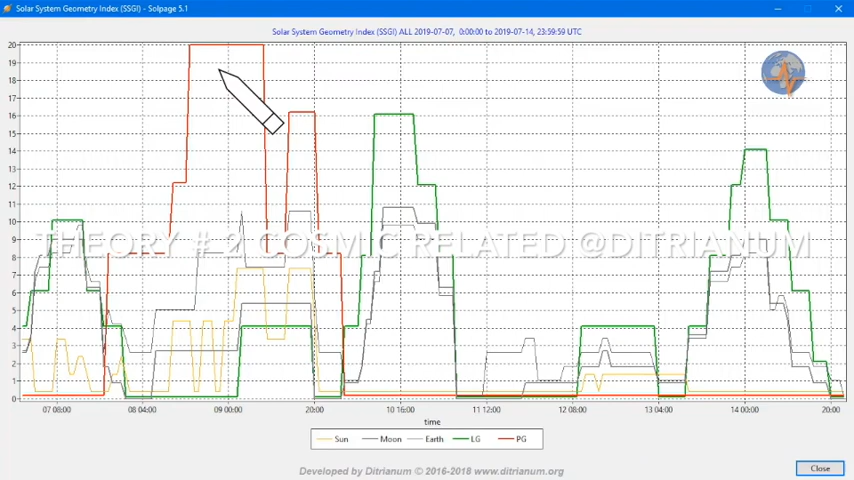 Solar System Geometry Index (SSGI) - Solpage 5.1
Solar System Geometry Index (SSGI) ALL 2019-07-07, 0:00:00 to 2019-07-14, 23:59:59 UTC
20
19
18
17
16
15
14
13
12
11
10
9
8
7
6
5
4
3
2
1
0
THEORY # 2 COSMIC RELATED @DITRIANUM
07 08:00 08 04:00 09 00:00 20:00 10 16:00 11 12:00 12 08:00 13 04:00 14 00:00 20:00
time
Sun Moon Earth LG PG
Developed by Ditrianum © 2016-2018 www.ditrianum.org
Close